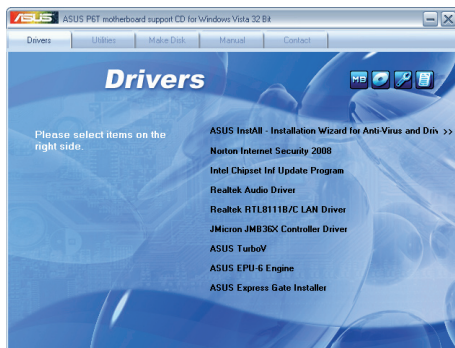 ASUS ASUS P6T motherboard support CD for Windows Vista 32 Bit
Drivers Utilities Make Disk Manual Contact
Drivers
MB
Please select items on the
right side.
ASUS InstAll - Installation Wizard for Anti-Virus and Driv >>
Norton Internet Security 2008
Intel Chipset Inf Update Program
Realtek Audio Driver
Realtek RTL8111B/C LAN Driver
JMicron JMB36X Controller Driver
ASUS TurboV
ASUS EPU-6 Engine
ASUS Express Gate Installer